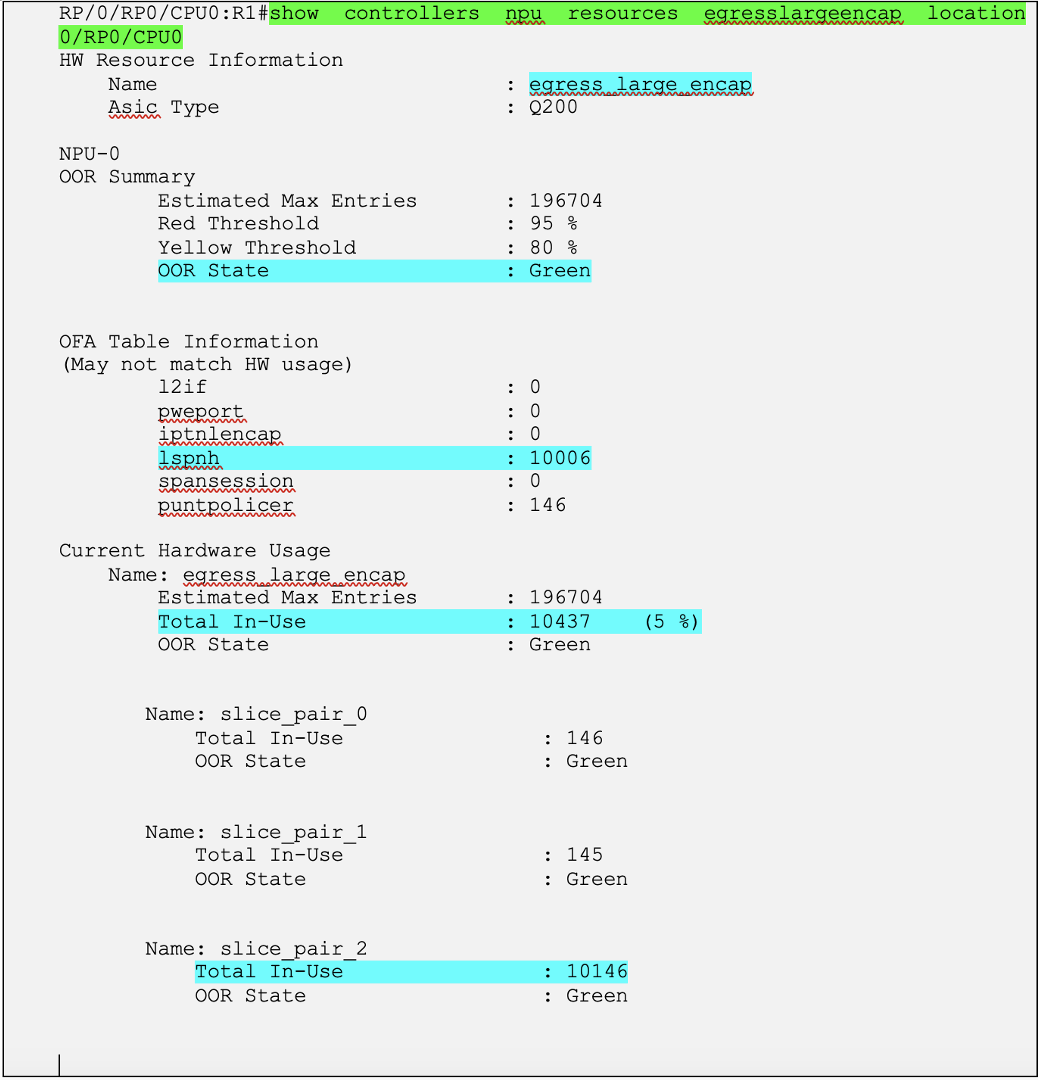 RP/0/RP0/CPU0:R1#show controllers npu resources egresslargeencap location
0/RP0/CPU0
HW Resource Information
Name : egress_large_encap
Asic Type : Q200
NPU-0
OOR Summary
Estimated Max Entries : 196704
Red Threshold : 95 %
Yellow Threshold : 80 %
OOR State : Green
OFA Table Information
(May not match HW usage)
l2if : 0
pweport : 0
iptnlencap : 0
lspnh : 10006
spansession : 0
puntpolicer : 146
Current Hardware Usage
Name: egress_large_encap
Estimated Max Entries : 196704
Total In-Use : 10437 (5 %)
OOR State : Green
Name: slice_pair_0
Total In-Use : 146
OOR State : Green
Name: slice_pair_1
Total In-Use : 145
OOR State : Green
Name: slice_pair_2
Total In-Use : 10146
OOR State : Green